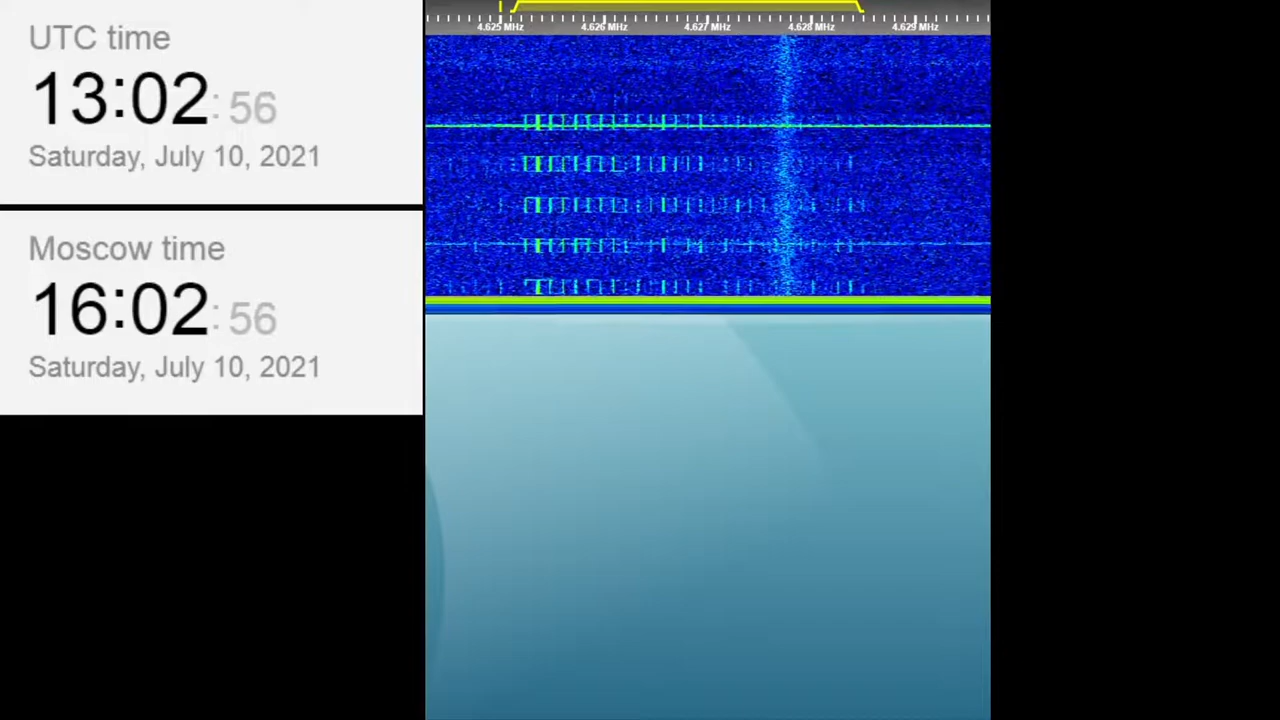 UTC time
13:02:56
Saturday, July 10, 2021
Moscow time
16:02:56
Saturday, July 10, 2021
4.625 MHz 4.626 MHz 4.627 MHz 4.628 MHz 4.629 MHz